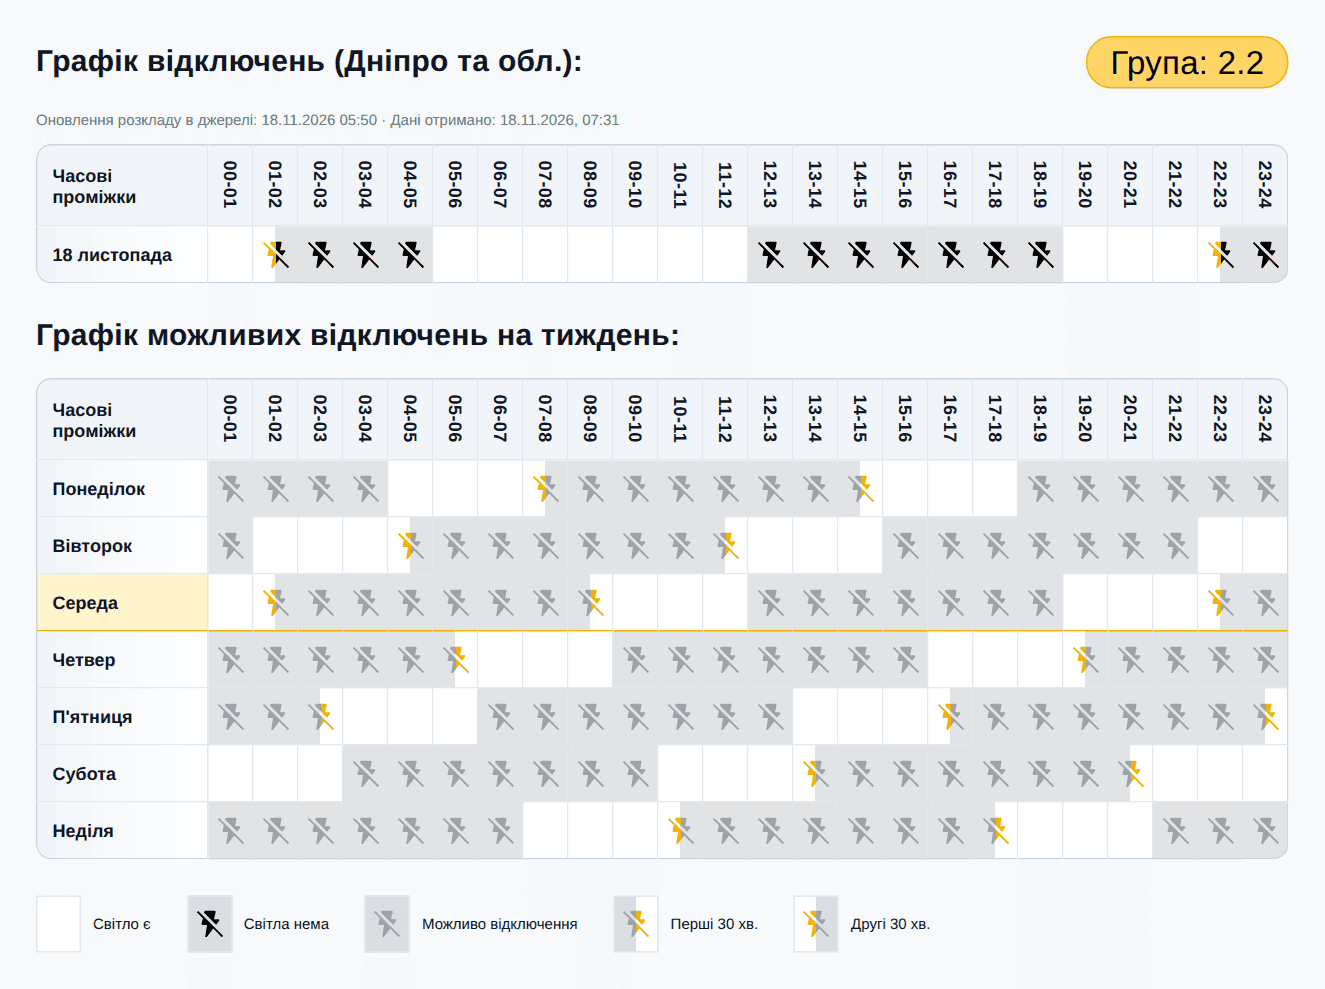 Графік відключень (Дніпро та обл.):
Група: 2.2
Оновлення розкладу в джерелі: 18.11.2026 05:50 · Дані отримано: 18.11.2026, 07:31
Часові проміжки 00-01 01-02 02-03 03-04 04-05 05-06 06-07 07-08 08-09 09-10 10-11 11-12 12-13 13-14 14-15 15-16 16-17 17-18 18-19 19-20 20-21 21-22 22-23 23-24
18 листопада
Графік можливих відключень на тиждень:
Часові проміжки 00-01 01-02 02-03 03-04 04-05 05-06 06-07 07-08 08-09 09-10 10-11 11-12 12-13 13-14 14-15 15-16 16-17 17-18 18-19 19-20 20-21 21-22 22-23 23-24
Понеділок
Вівторок
Середа
Четвер
П'ятниця
Субота
Неділя
Світло є Світла нема Можливо відключення Перші 30 хв. Другі 30 хв.